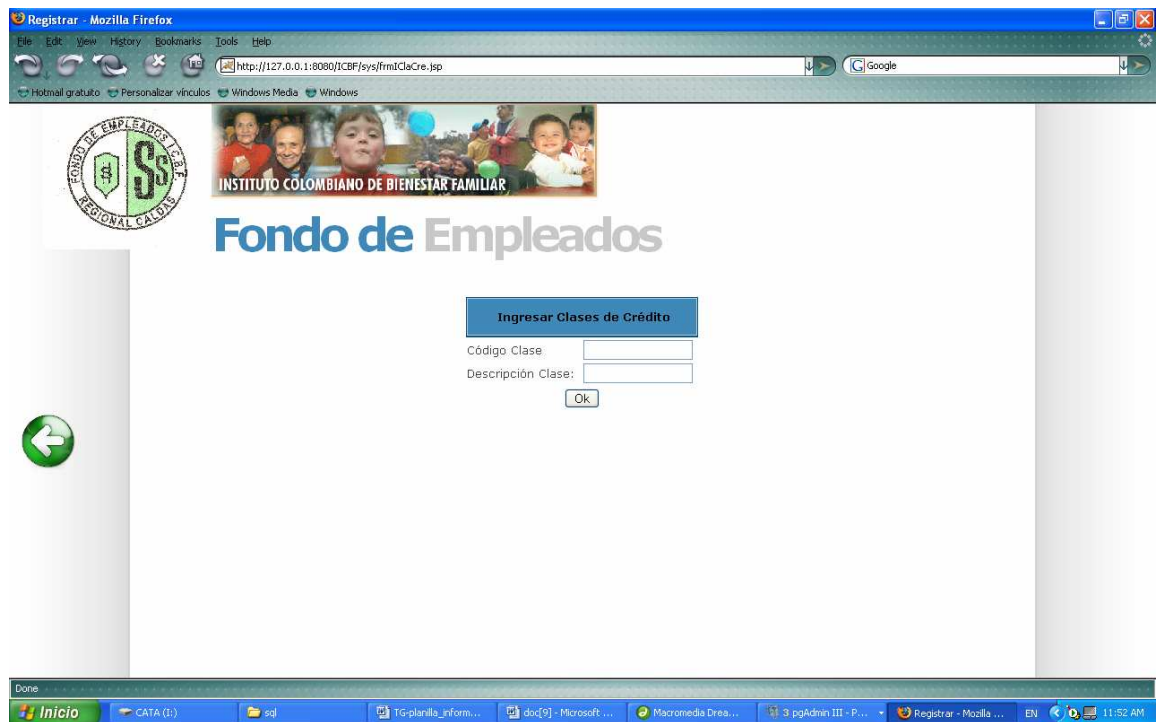 Registrar - Mozilla Firefox
File Edit View History Bookmarks Tools Help
http://127.0.0.1:8080/ICBF/sys/frmIClaCre.jsp
Google
Hotmail gratuito Personalizar vínculos Windows Media Windows
FONDO DE EMPLEADOS I.C.B.F.
SS
REGIONAL CALDAS
INSTITUTO COLOMBIANO DE BIENESTAR FAMILIAR
Fondo de Empleados
Ingresar Clases de Crédito
Código Clase
Descripción Clase:
Ok
Done
Inicio CATA (I:) sql TG-planilla_inform... doc[9] - Microsoft ... Macromedia Drea... 3 pgAdmin III - P... Registrar - Mozilla ... EN 11:52 AM